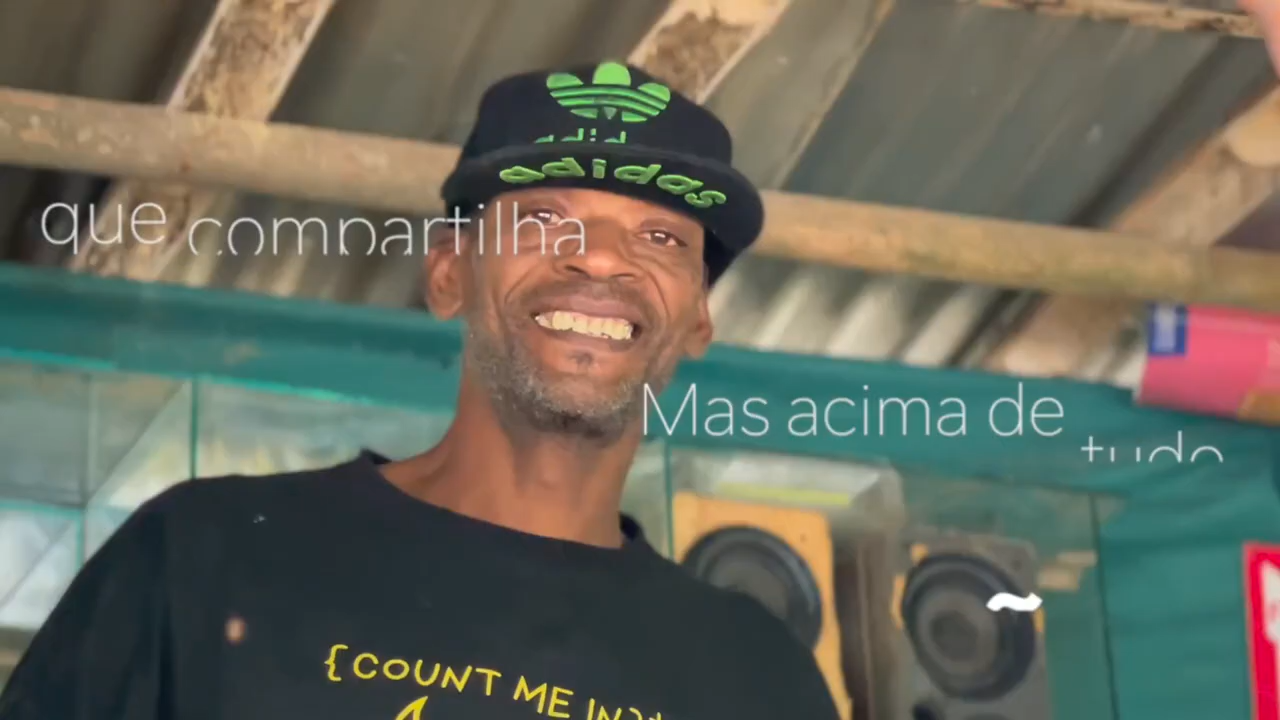 adidas
que compartilha
Mas acima de
tudo
{COUNT ME IN}